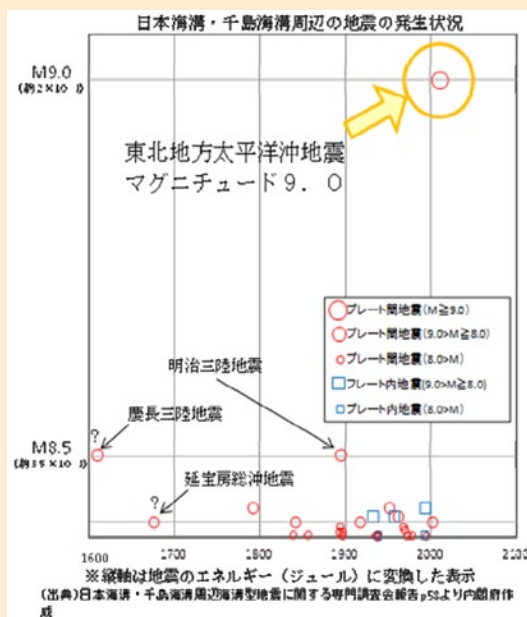 日本海溝・千島海溝周辺の地震の発生状況
M9.0
東北地方太平洋沖地震
マグニチュード9.0
プレート間地震(M≧9.0)
プレート間地震(9.0>M≧8.0)
プレート間地震(8.0>M)
プレート内地震(9.0>M≧8.0)
プレート内地震(8.0>M)
明治三陸地震
?
慶長三陸地震
M8.5
?
延宝房総沖地震
1600 1700 1800 1900 2000 2100
※縦軸は地震のエネルギー(ジュール)に変換した表示
(出典)日本海溝・千島海溝周辺海溝型地震に関する専門調査会報告p58より内閣府作
成